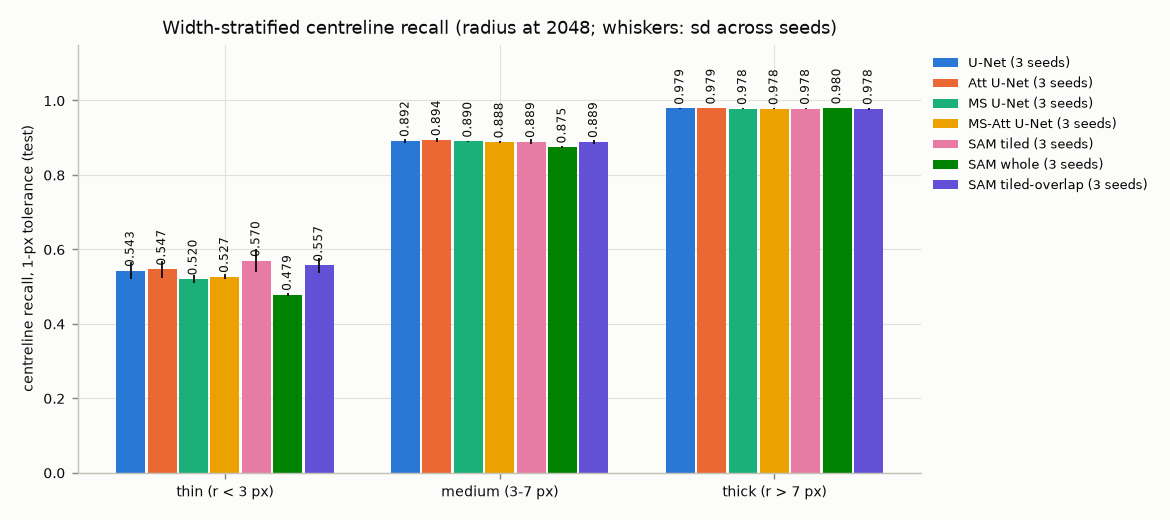 Width-stratified centreline recall (radius at 2048; whiskers: sd across seeds)
centreline recall, 1-px tolerance (test)
1.0
0.8
0.6
0.4
0.2
0.0
0.543
0.547
0.520
0.527
0.570
0.479
0.557
0.892
0.894
0.890
0.888
0.889
0.875
0.889
0.979
0.979
0.978
0.978
0.978
0.980
0.978
thin (r < 3 px)
medium (3-7 px)
thick (r > 7 px)
U-Net (3 seeds)
Att U-Net (3 seeds)
MS U-Net (3 seeds)
MS-Att U-Net (3 seeds)
SAM tiled (3 seeds)
SAM whole (3 seeds)
SAM tiled-overlap (3 seeds)